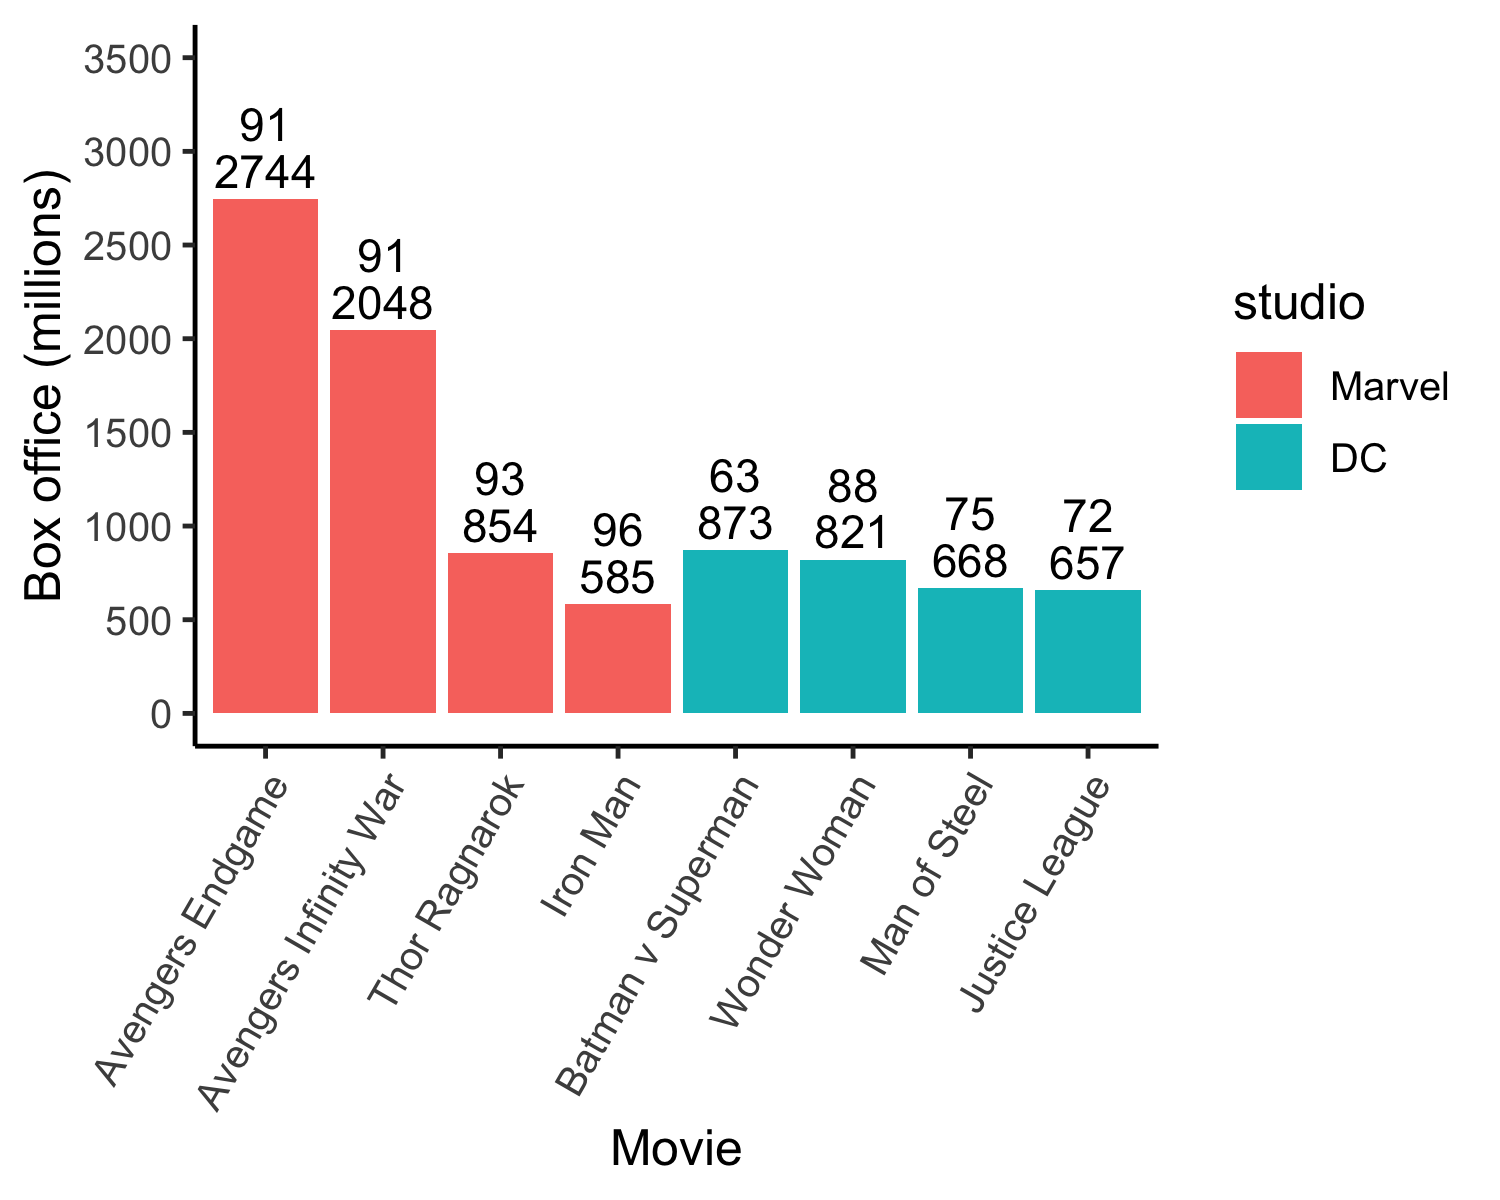 Box office (millions)
3500
3000
2500
2000
1500
1000
500
0
91
2744
91
2048
93
854
96
585
63
873
88
821
75
668
72
657
Avengers Endgame
Avengers Infinity War
Thor Ragnarok
Iron Man
Batman v Superman
Wonder Woman
Man of Steel
Justice League
Movie
studio
Marvel
DC